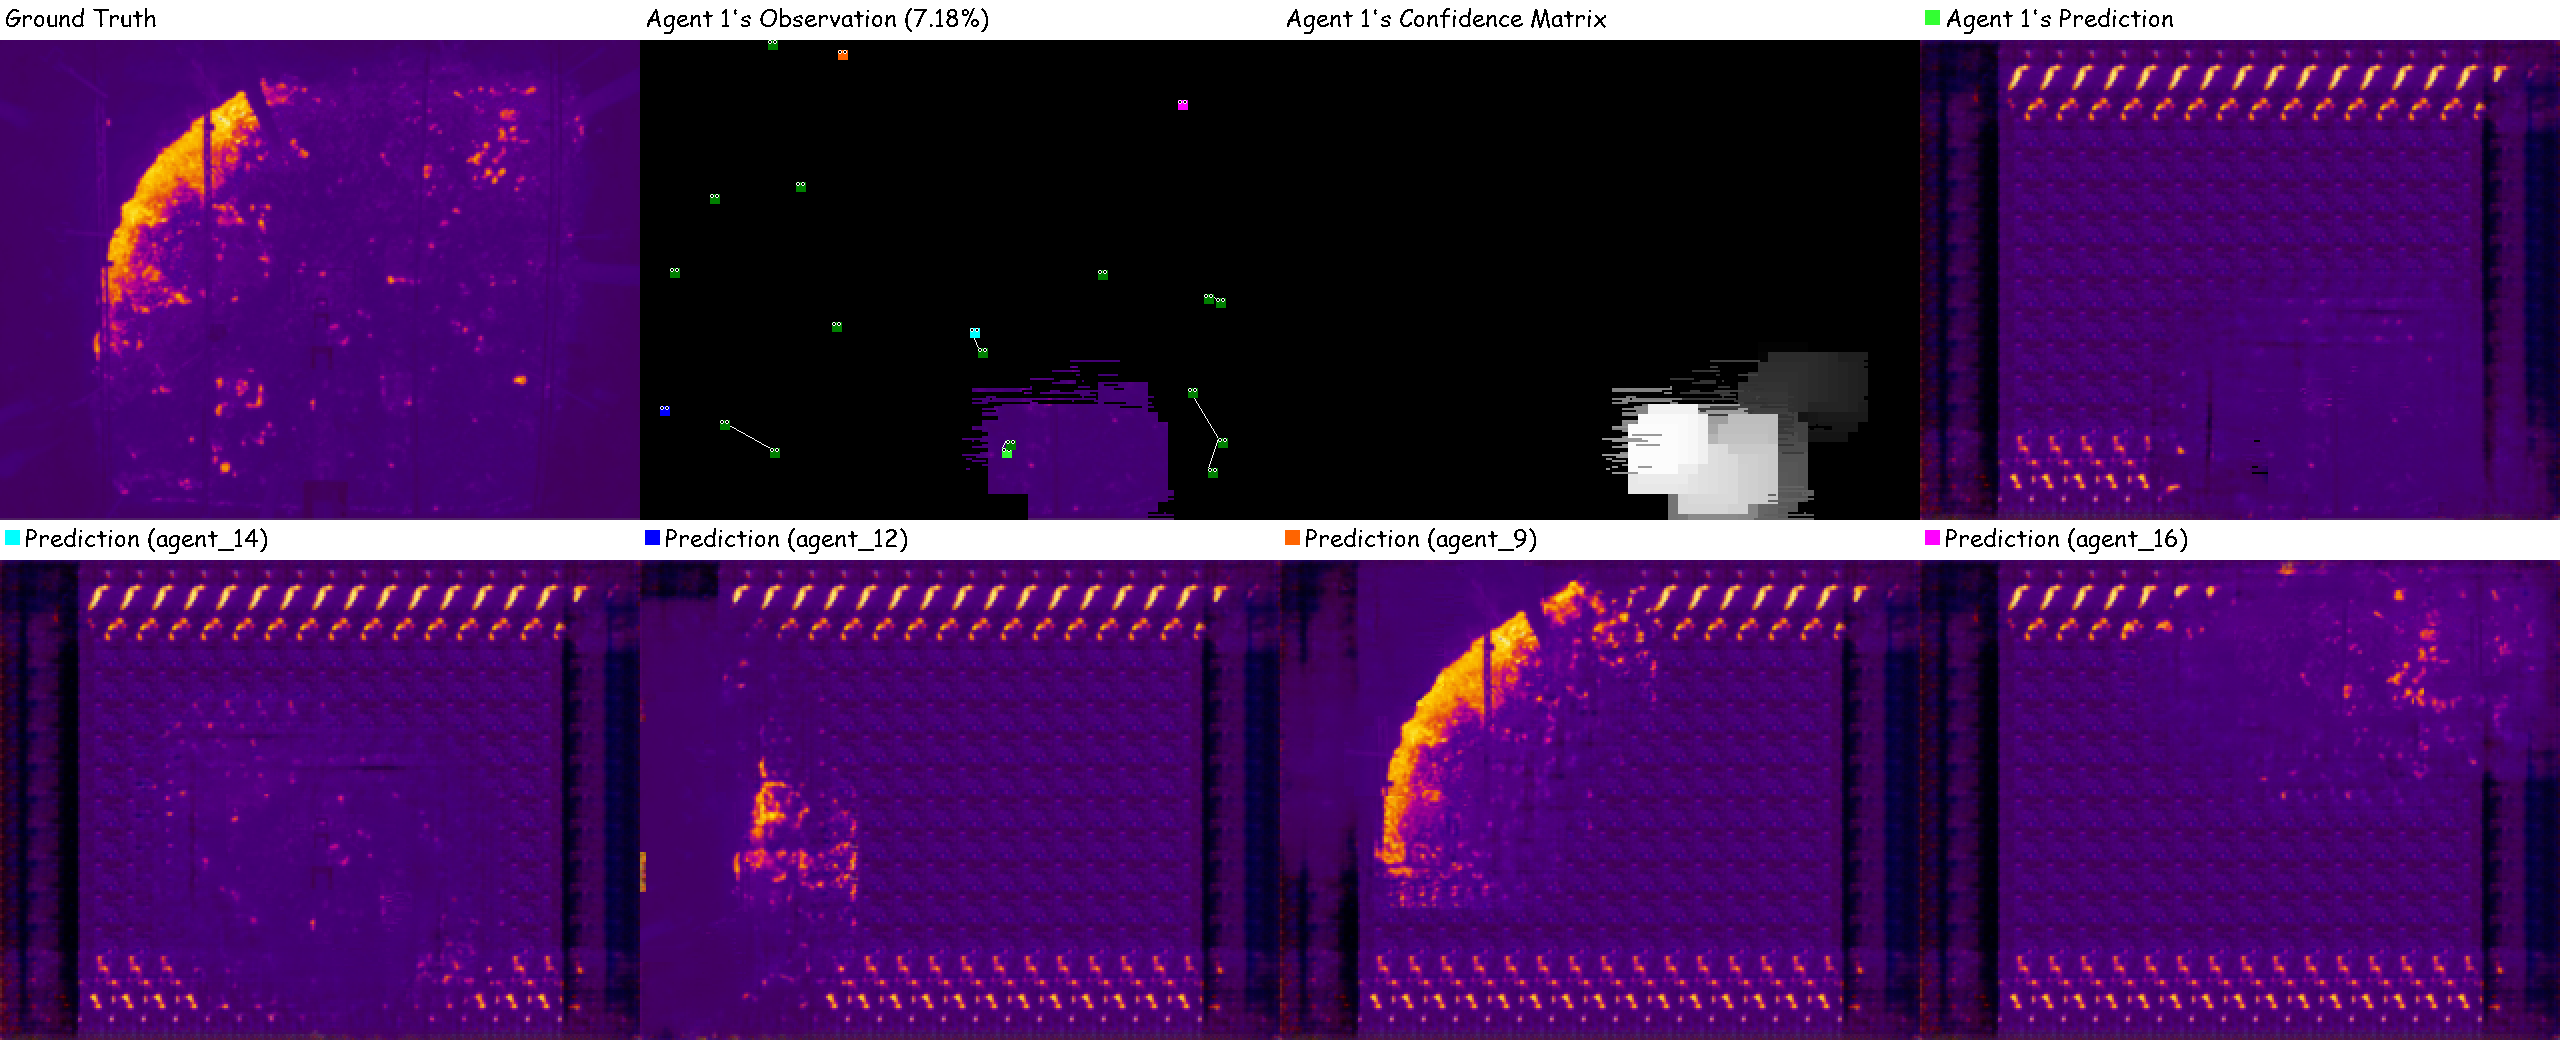 Ground Truth
Agent 1's Observation (7.18%)
Agent 1's Confidence Matrix
Agent 1's Prediction
Prediction (agent_14)
Prediction (agent_12)
Prediction (agent_9)
Prediction (agent_16)